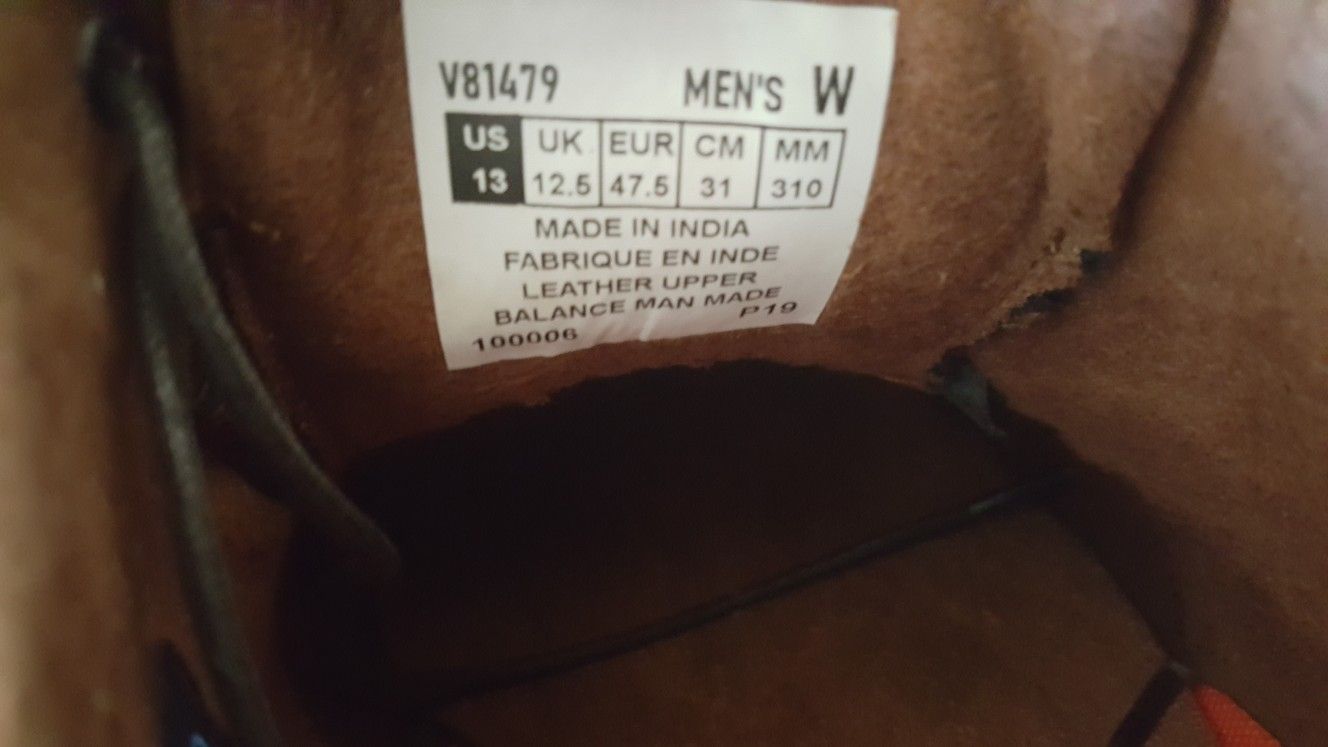 V81479 MEN'S W
US UK EUR CM MM
13 12.5 47.5 31 310
MADE IN INDIA
FABRIQUE EN INDE
LEATHER UPPER
BALANCE MAN MADE
100006 P19